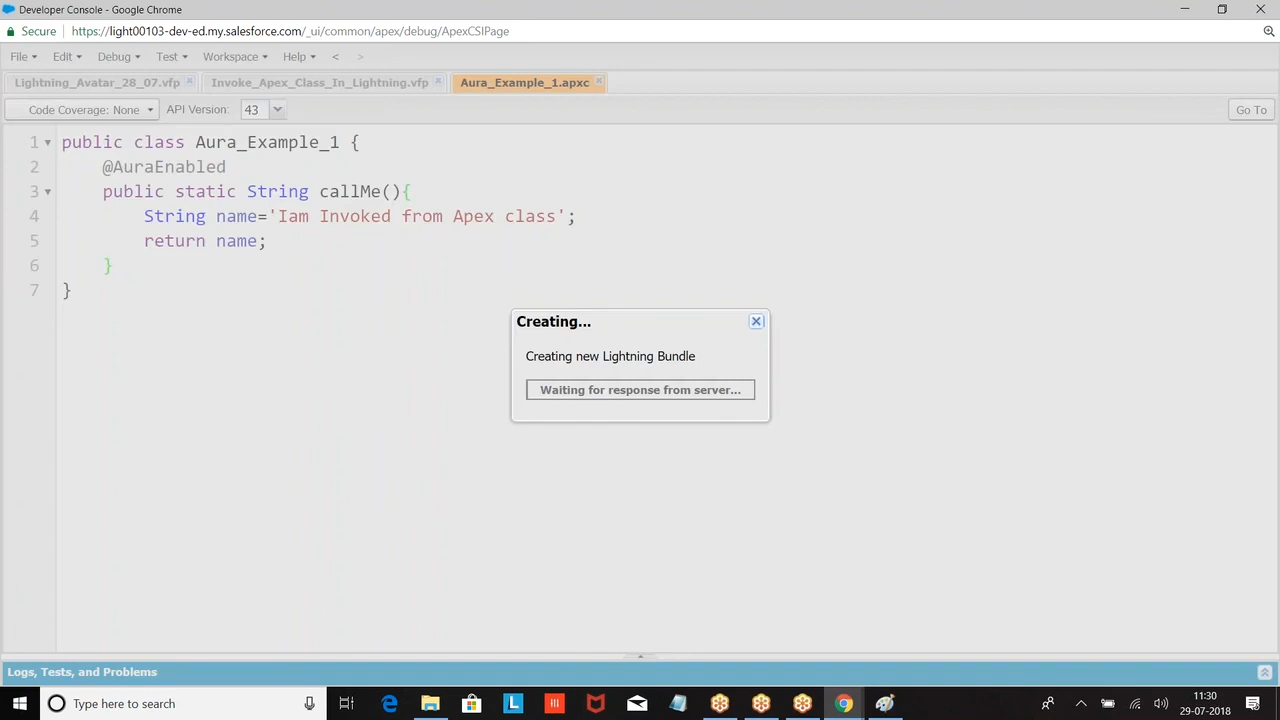 Developer Console - Google Chrome
Secure https://light00103-dev-ed.my.salesforce.com/_ui/common/apex/debug/ApexCSIPage
File Edit Debug Test Workspace Help < >
Lightning_Avatar_28_07.vfp Invoke_Apex_Class_In_Lightning.vfp Aura_Example_1.apxc
Code Coverage: None API Version: 43 Go To
1 public class Aura_Example_1 {
2 @AuraEnabled
3 public static String callMe(){
4 String name='Iam Invoked from Apex class';
5 return name;
6 }
7 }
Creating...
Creating new Lightning Bundle
Waiting for response from server...
Logs, Tests, and Problems
Type here to search
11:30
29-07-2018